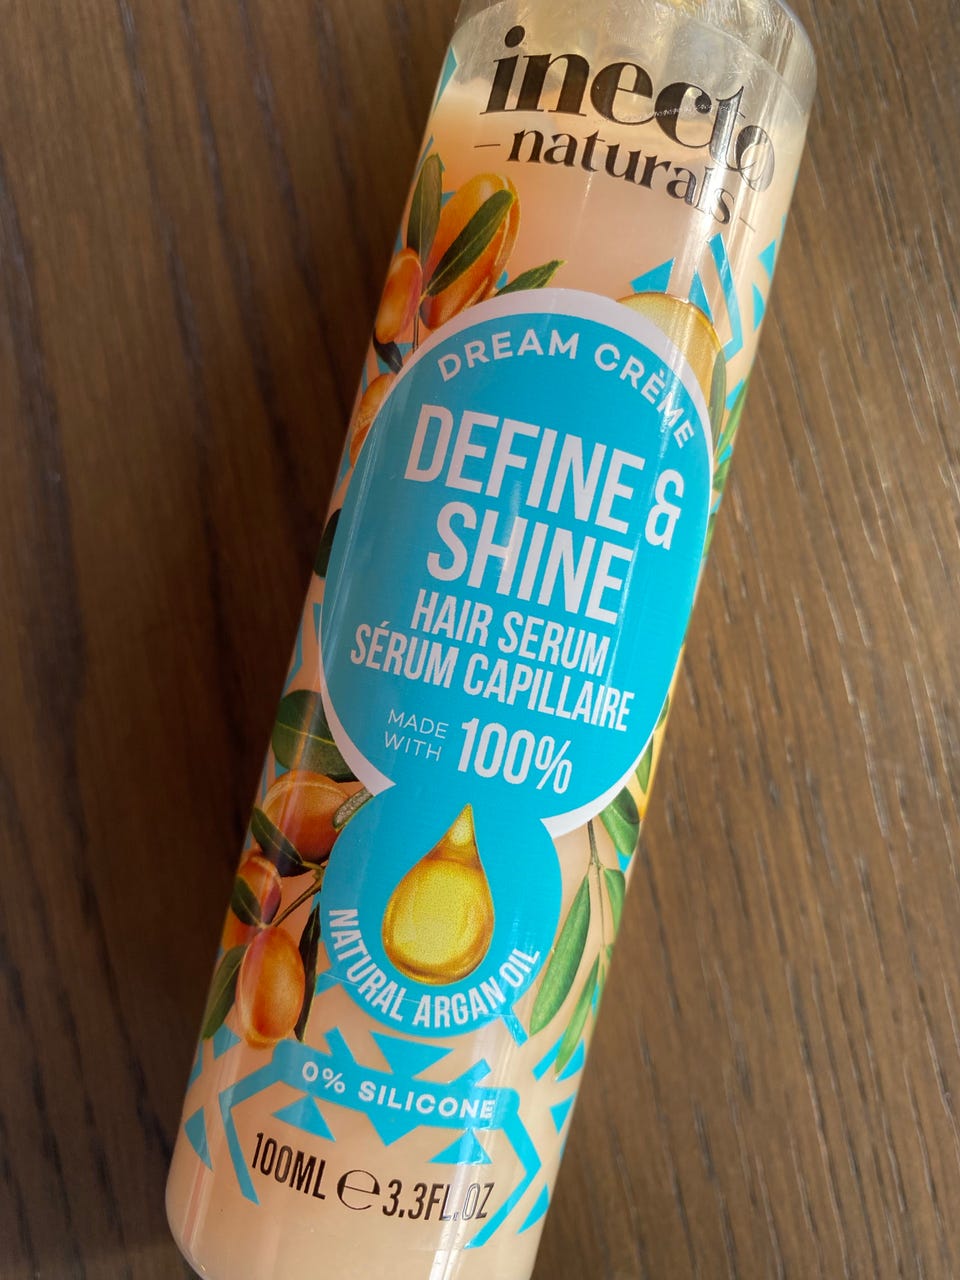 inecto
naturals
DREAM CRÈME
DEFINE &
SHINE
HAIR SERUM
SÉRUM CAPILLAIRE
MADE
WITH 100%
NATURAL ARGAN OIL
0% SILICONE
100ML ℮ 3.3FL.OZ